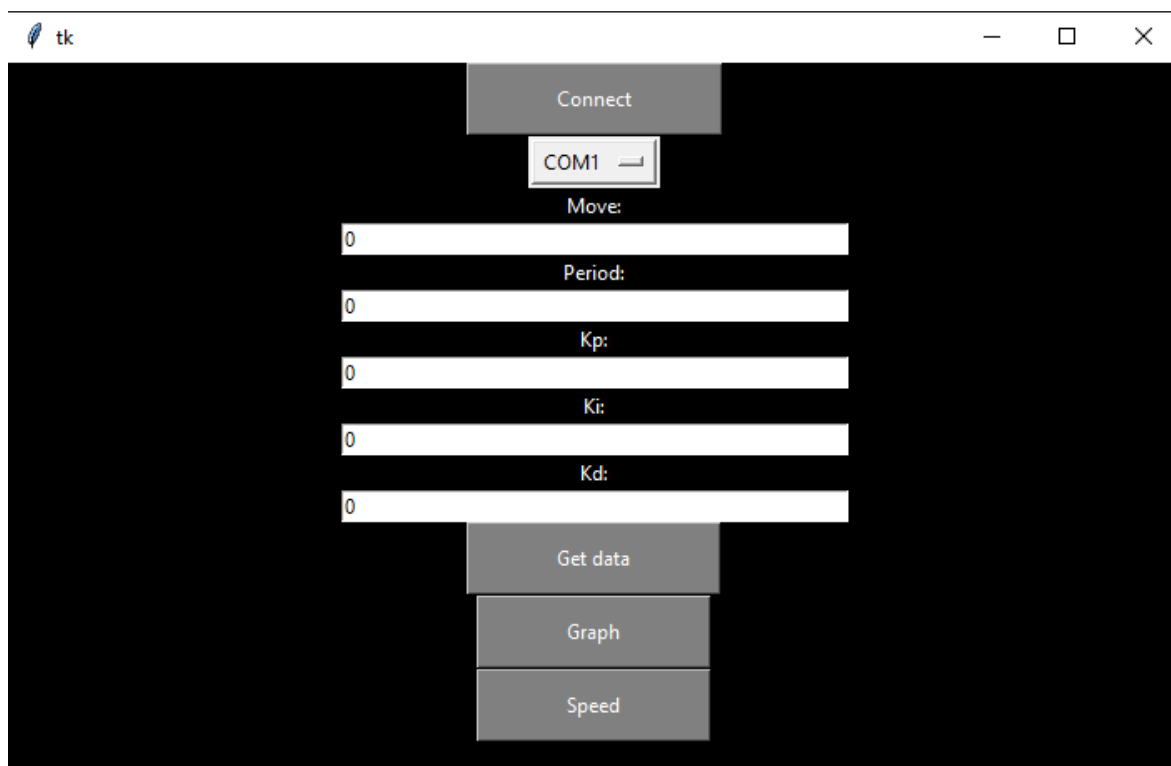 tk
Connect
COM1
Move:
0
Period:
0
Kp:
0
Ki:
0
Kd:
0
Get data
Graph
Speed